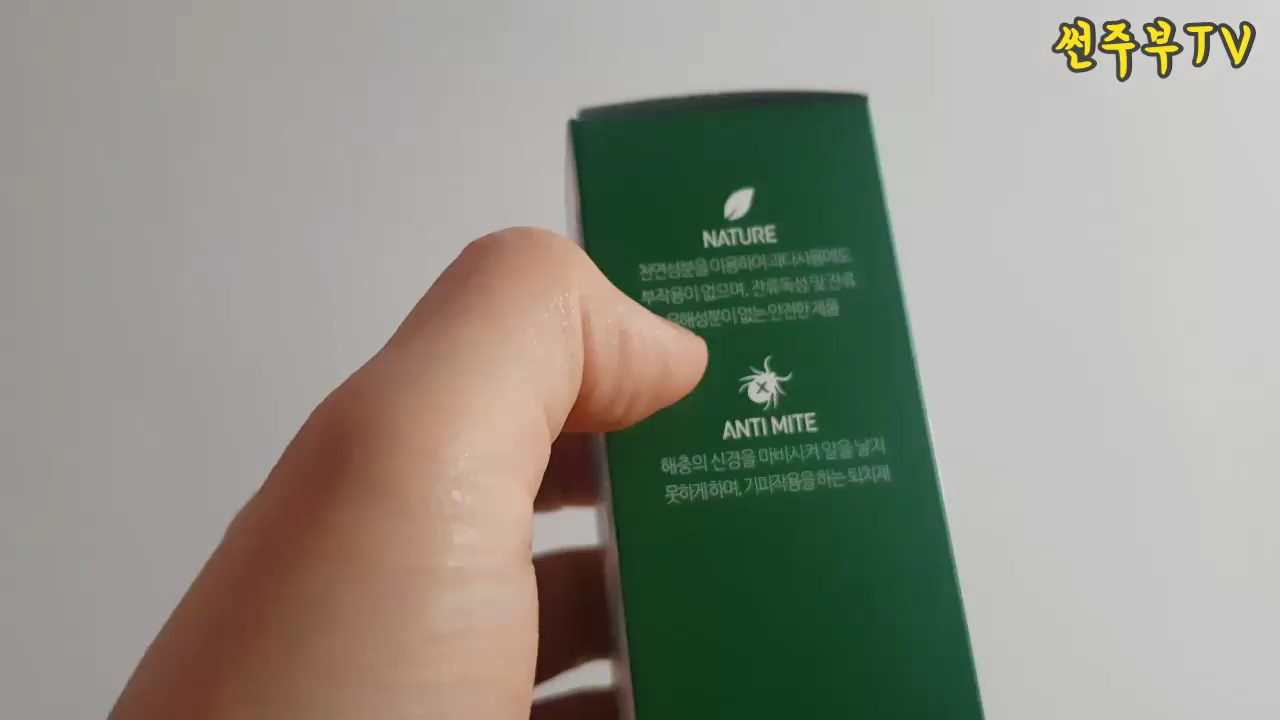 썬주부TV
NATURE
천연성분을 이용하여 과다사용에도
부작용이 없으며, 잔류독성 및 잔류
유해성분이 없는 안전한 제품
ANTI MITE
해충의 신경을 마비시켜 알을 낳지
못하게 하며, 기피작용을 하는 퇴치제